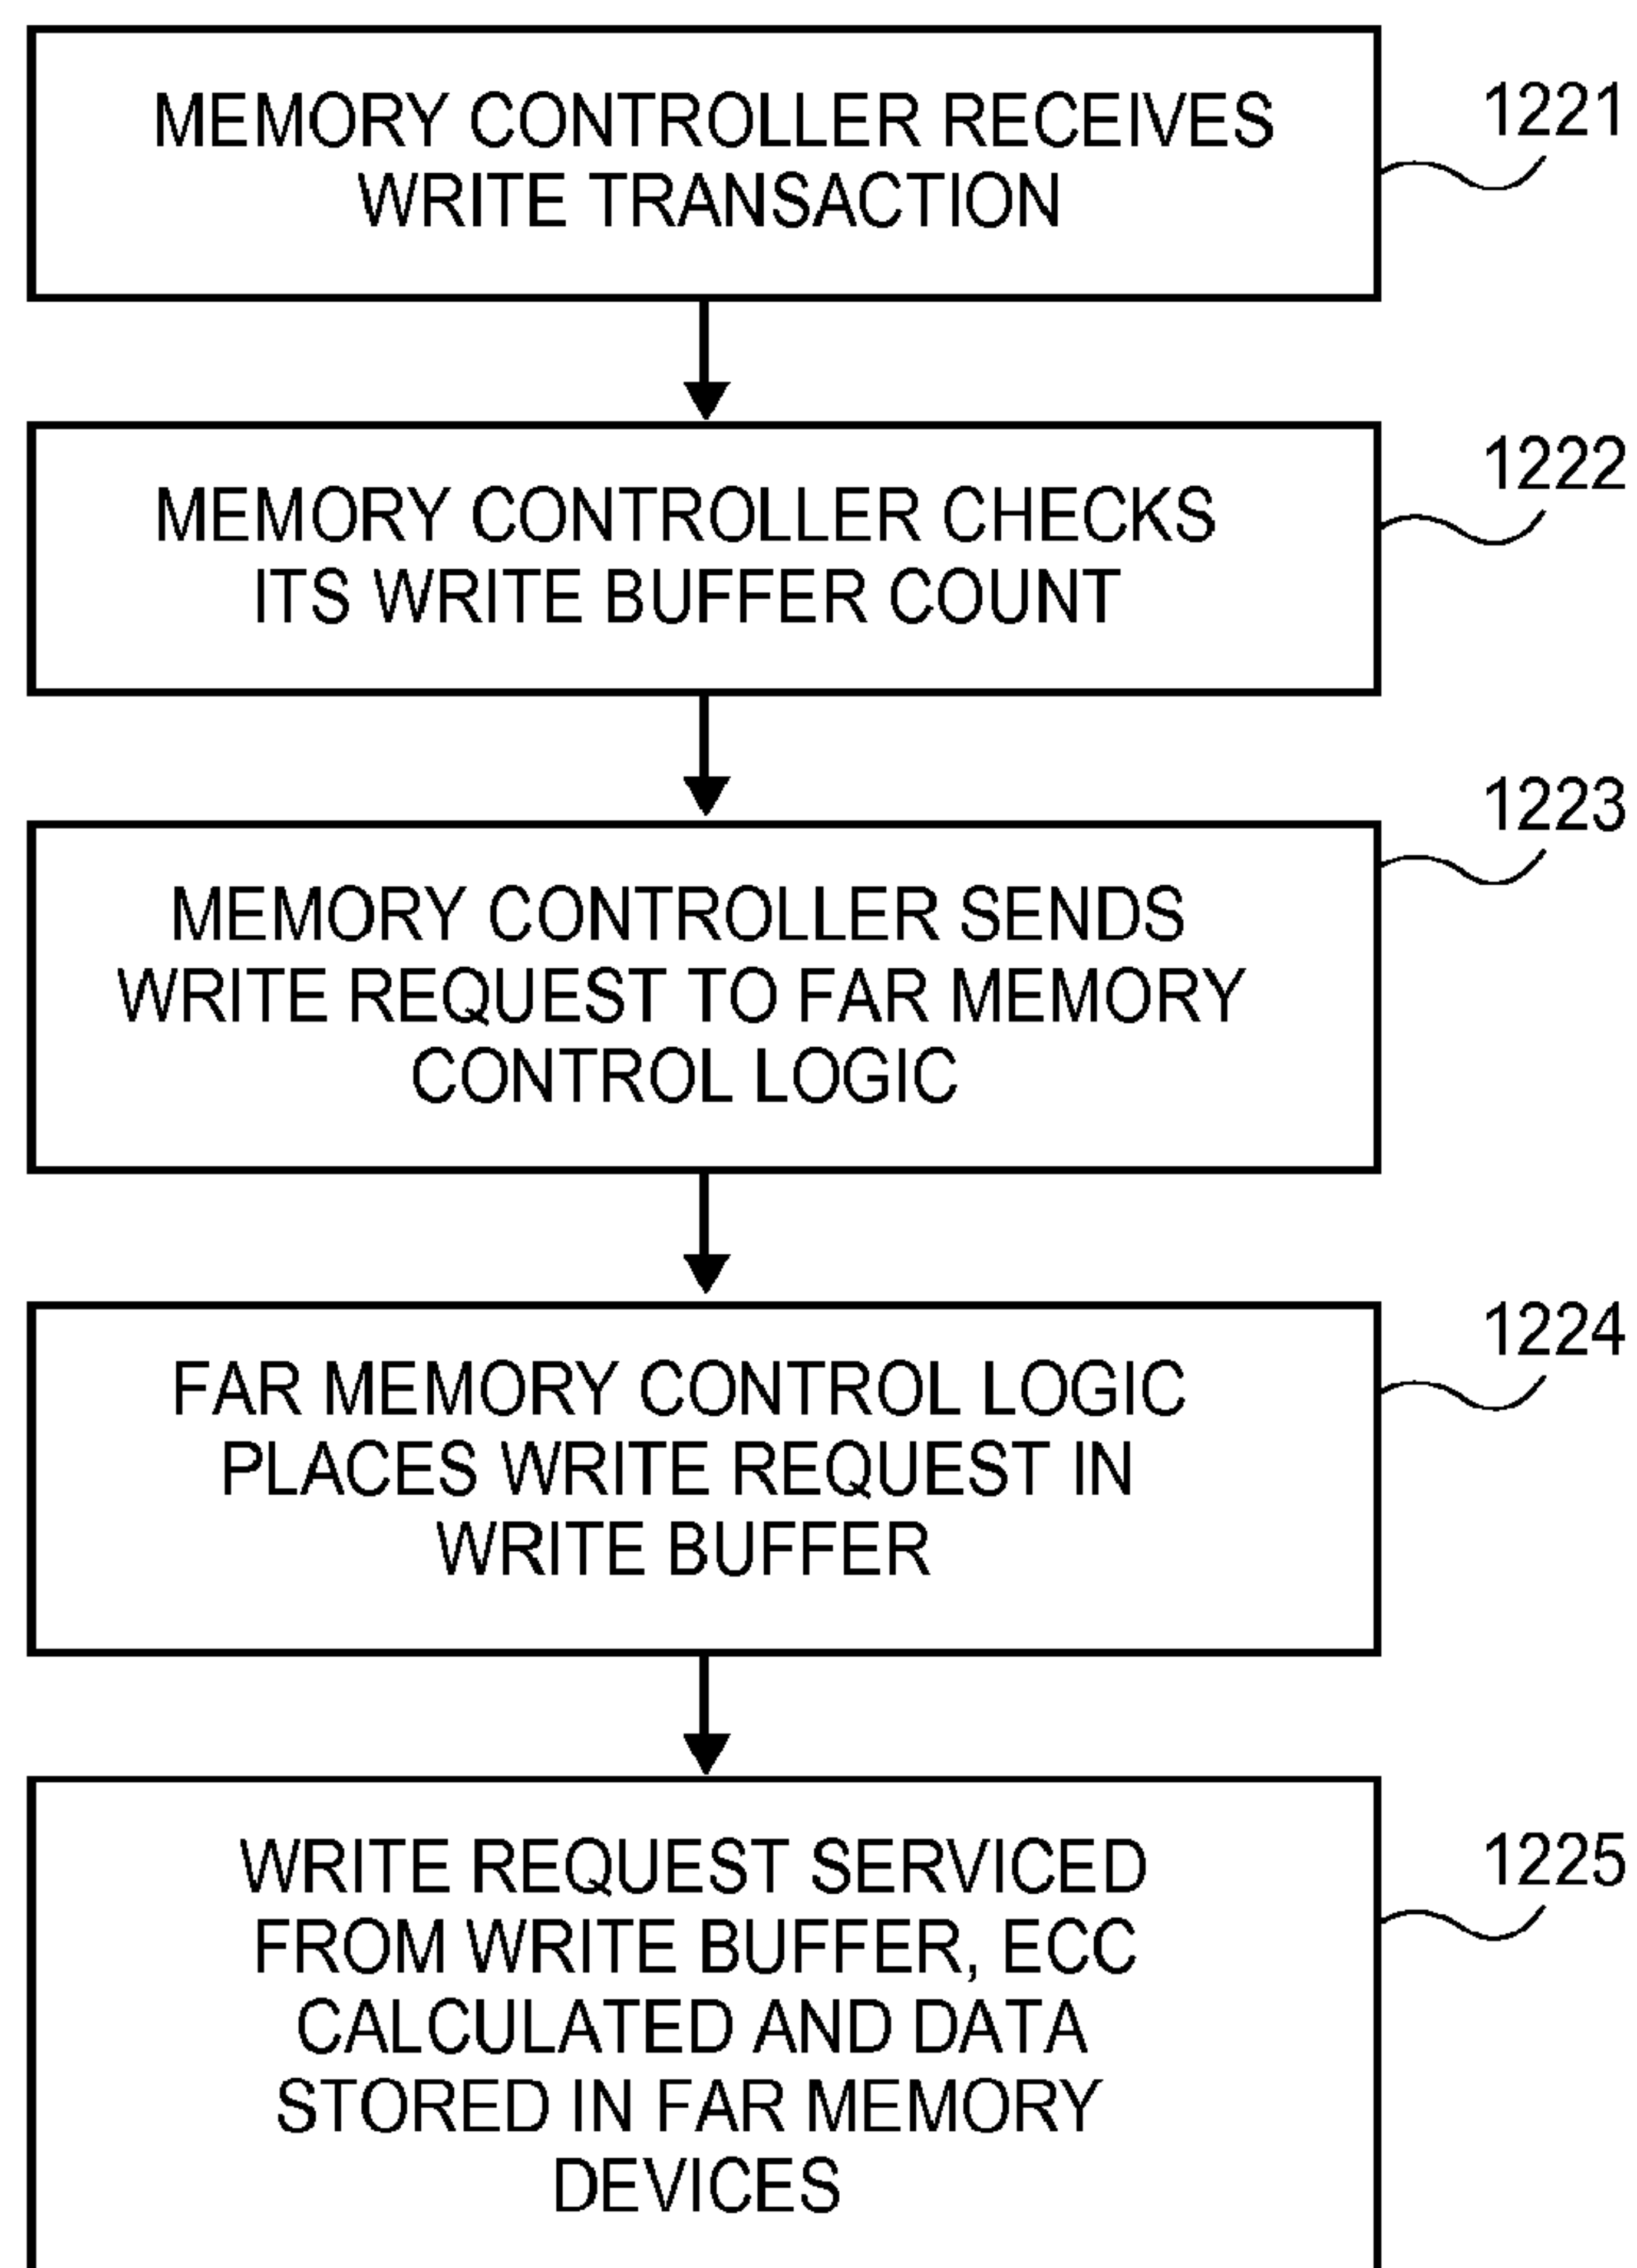 MEMORY CONTROLLER RECEIVES
WRITE TRANSACTION
1221
MEMORY CONTROLLER CHECKS
ITS WRITE BUFFER COUNT
1222
MEMORY CONTROLLER SENDS
WRITE REQUEST TO FAR MEMORY
CONTROL LOGIC
1223
FAR MEMORY CONTROL LOGIC
PLACES WRITE REQUEST IN
WRITE BUFFER
1224
WRITE REQUEST SERVICED
FROM WRITE BUFFER, ECC
CALCULATED AND DATA
STORED IN FAR MEMORY
DEVICES
1225